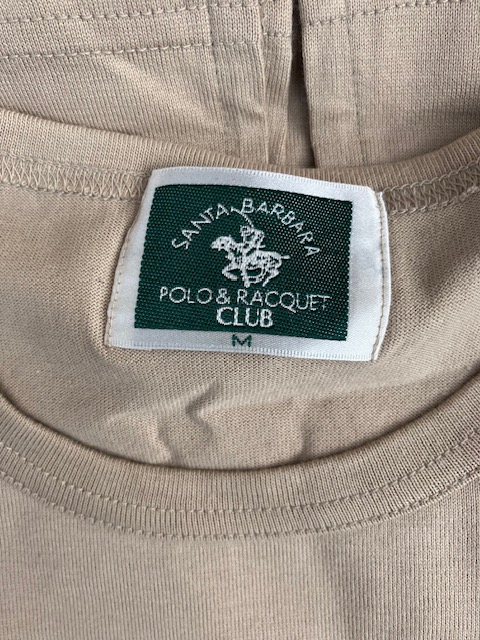 SANTA BARBARA
POLO & RACQUET
CLUB
M